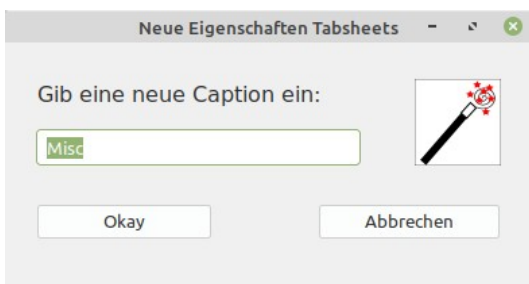 Neue Eigenschaften Tabsheets
Gib eine neue Caption ein:
Misc
Okay
Abbrechen